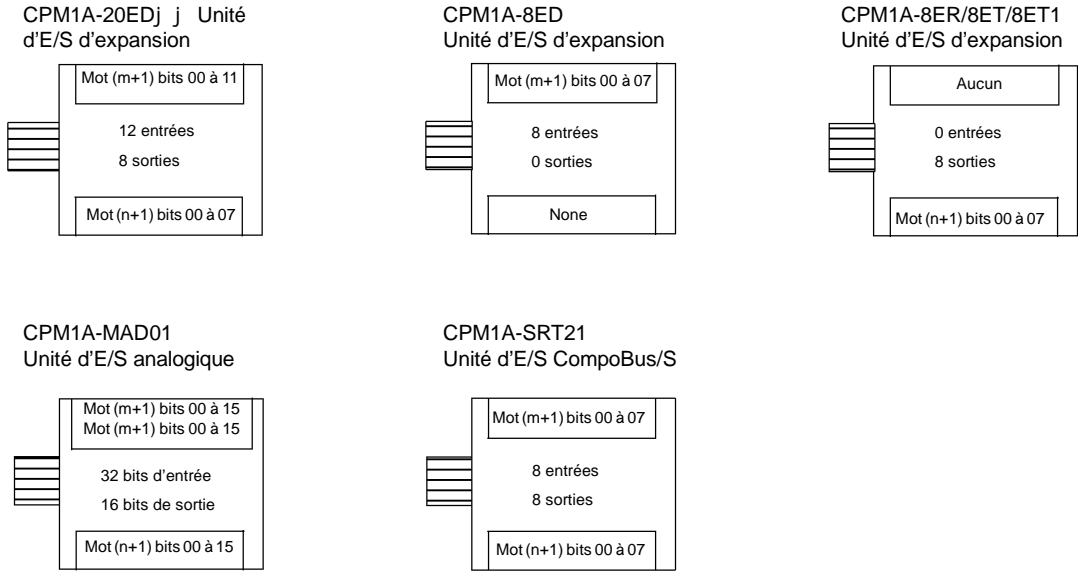 CPM1A-20EDj j Unité
d'E/S d'expansion
Mot (m+1) bits 00 à 11
12 entrées
8 sorties
Mot (n+1) bits 00 à 07
CPM1A-8ED
Unité d'E/S d'expansion
Mot (m+1) bits 00 à 07
8 entrées
0 sorties
None
CPM1A-8ER/8ET/8ET1
Unité d'E/S d'expansion
Aucun
0 entrées
8 sorties
Mot (n+1) bits 00 à 07
CPM1A-MAD01
Unité d'E/S analogique
Mot (m+1) bits 00 à 15
Mot (m+1) bits 00 à 15
32 bits d'entrée
16 bits de sortie
Mot (n+1) bits 00 à 15
CPM1A-SRT21
Unité d'E/S CompoBus/S
Mot (m+1) bits 00 à 07
8 entrées
8 sorties
Mot (n+1) bits 00 à 07